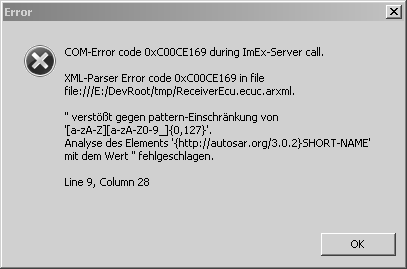 Error
COM-Error code 0xC00CE169 during ImEx-Server call.
XML-Parser Error code 0xC00CE169 in file
file:///E:/DevRoot/tmp/ReceiverEcu.ecuc.arxml.
'' verstößt gegen pattern-Einschränkung von
'[a-zA-Z][a-zA-Z0-9_]{0,127}'.
Analyse des Elements '{http://autosar.org/3.0.2}SHORT-NAME'
mit dem Wert '' fehlgeschlagen.
Line 9, Column 28
OK